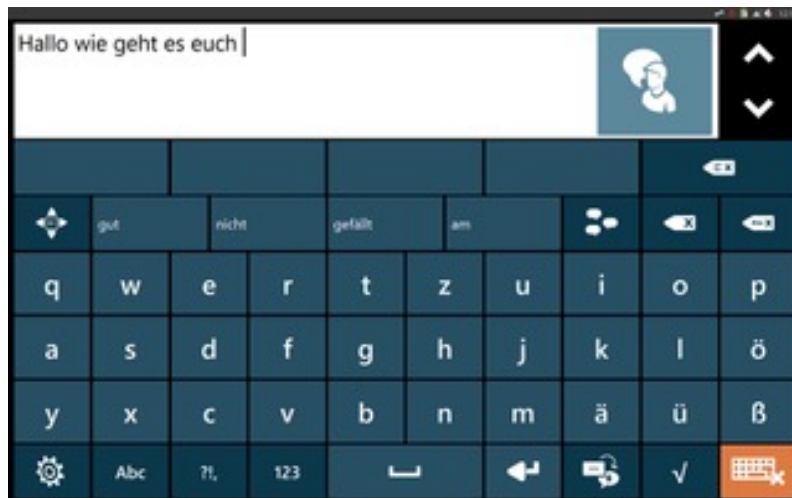 Hallo wie geht es euch
gut nicht gefällt am
q w e r t z u i o p
a s d f g h j k l ö
y x c v b n m ä ü ß
Abc ?!, 123 √